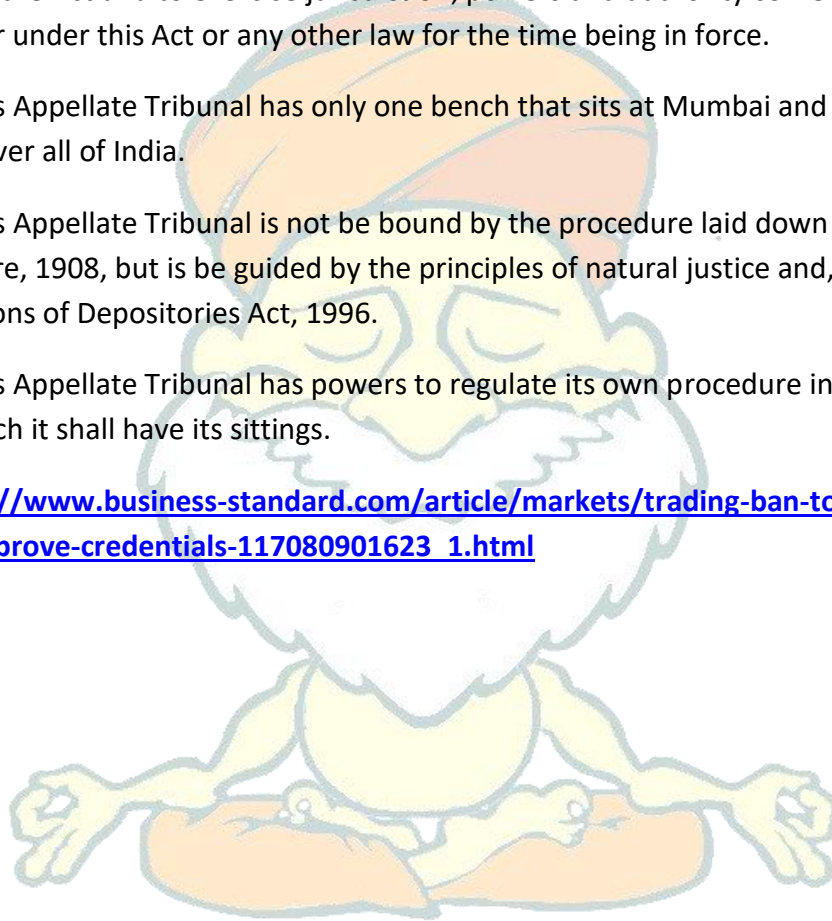 r under this Act or any other law for the time being in force.
s Appellate Tribunal has only one bench that sits at Mumbai and
ver all of India.
s Appellate Tribunal is not be bound by the procedure laid down
re, 1908, but is be guided by the principles of natural justice and,
ons of Depositories Act, 1996.
s Appellate Tribunal has powers to regulate its own procedure in
ch it shall have its sittings.
//www.business-standard.com/article/markets/trading-ban-to
prove-credentials-117080901623_1.html